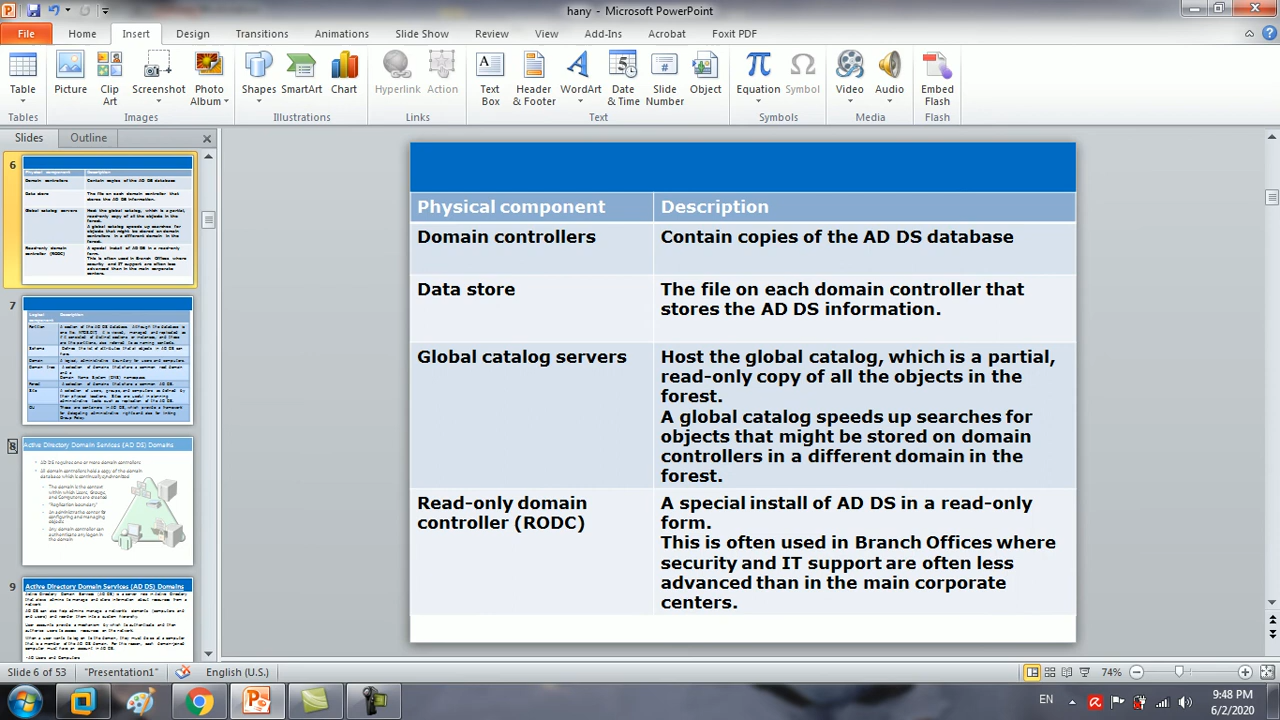 hany - Microsoft PowerPoint
File Home Insert Design Transitions Animations Slide Show Review View Add-Ins Acrobat Foxit PDF
Table Picture Clip Art Screenshot Photo Album Shapes SmartArt Chart Hyperlink Action Text Box Header & Footer WordArt Date & Time Slide Number Object Equation Symbol Video Audio Embed Flash
Tables Images Illustrations Links Text Symbols Media Flash
Slides Outline
6
7
8
Active Directory Domain Services (AD DS) Domains
9
Active Directory Domain Services (AD DS) Domains
Physical component Description
Domain controllers Contain copies of the AD DS database
Data store The file on each domain controller that
stores the AD DS information.
Global catalog servers Host the global catalog, which is a partial,
read-only copy of all the objects in the
forest.
A global catalog speeds up searches for
objects that might be stored on domain
controllers in a different domain in the
forest.
Read-only domain
controller (RODC)
A special install of AD DS in a read-only
form.
This is often used in Branch Offices where
security and IT support are often less
advanced than in the main corporate
centers.
Slide 6 of 53 "Presentation1" English (U.S.) 74%
EN 9:48 PM
6/2/2020